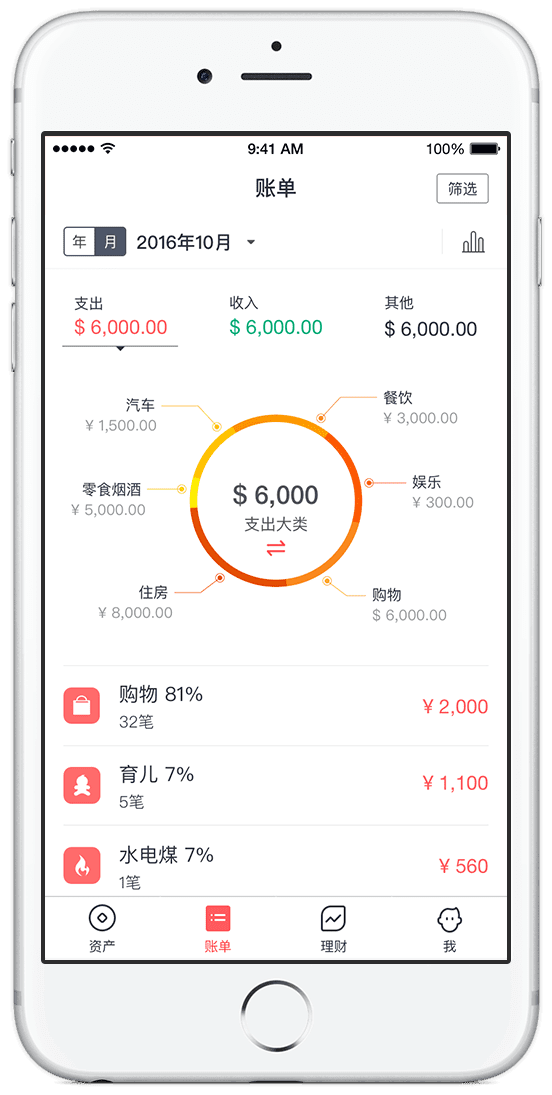 9:41 AM 100%
账单 筛选
年 月 2016年10月
支出 收入 其他
$ 6,000.00 $ 6,000.00 $ 6,000.00
汽车 餐饮
¥ 1,500.00 ¥ 3,000.00
零食烟酒 娱乐
¥ 5,000.00 ¥ 300.00
$ 6,000
支出大类
住房 购物
¥ 8,000.00 $ 6,000.00
购物 81% ¥ 2,000
32笔
育儿 7% ¥ 1,100
5笔
水电煤 7% ¥ 560
1笔
资产 账单 理财 我